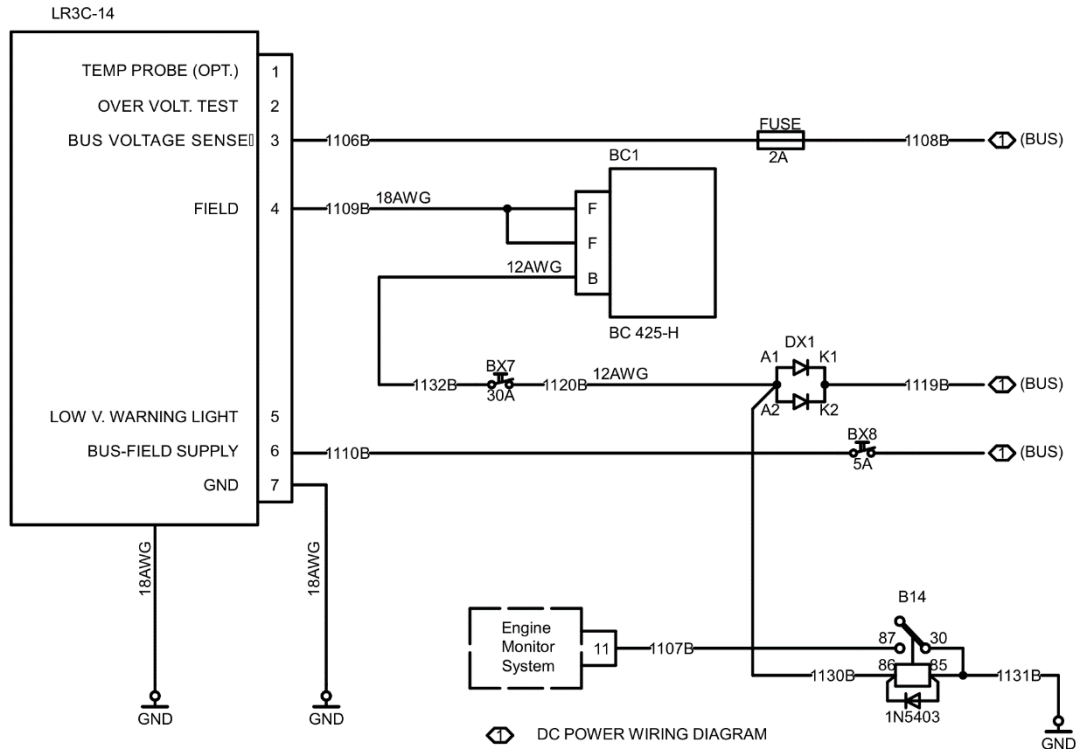 LR3C-14
TEMP PROBE (OPT.) 1
OVER VOLT. TEST 2
BUS VOLTAGE SENSE 3 1106B FUSE 2A 1108B 1 (BUS)
BC1
FIELD 4 1109B 18AWG F
F
12AWG B
BC 425-H
DX1
A1 K1
1132B BX7 30A 1120B 12AWG 1119B 1 (BUS)
A2 K2
LOW V. WARNING LIGHT 5
BUS-FIELD SUPPLY 6 1110B BX8 5A 1 (BUS)
GND 7
18AWG
18AWG
B14
Engine
Monitor
System
11 1107B 87 30
1130B 86 85 1131B
1N5403
GND
GND
GND
1 DC POWER WIRING DIAGRAM